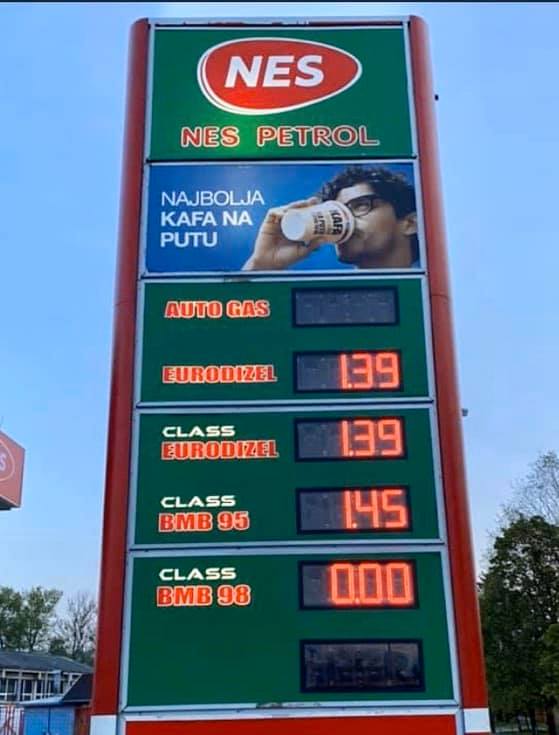 NES
NES PETROL
NAJBOLJA
KAFA NA
PUTU
KAFA
AUTO GAS
EURODIZEL 1.39
CLASS
EURODIZEL 1.39
CLASS
BMB 95 1.45
CLASS
BMB 98 0.00
S